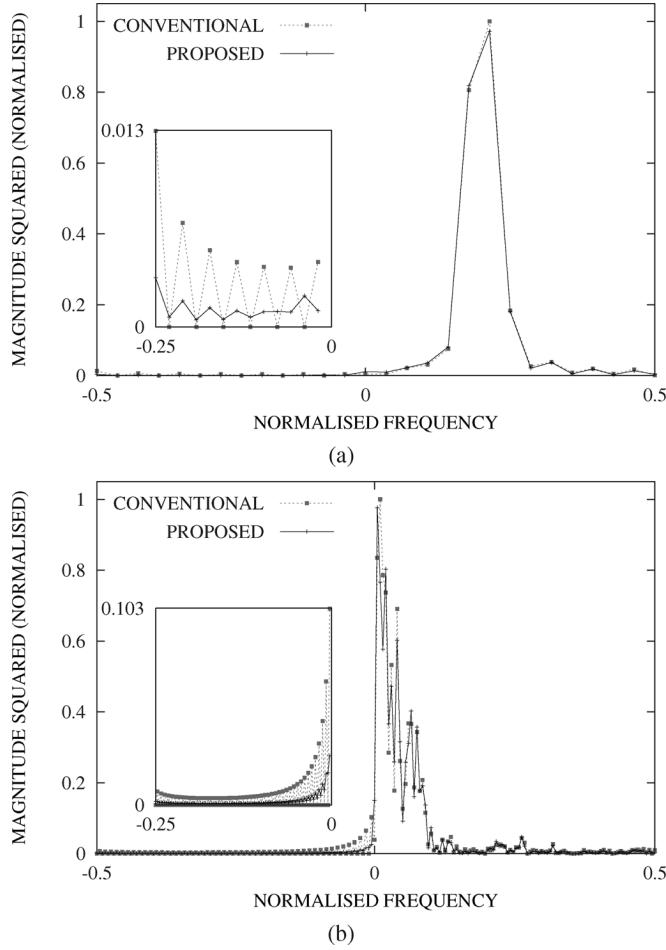 MAGNITUDE SQUARED (NORMALISED)
1
0.8
0.6
0.4
0.2
0
CONVENTIONAL
PROPOSED
0.013
0
-0.25
0
-0.5
0
0.5
NORMALISED FREQUENCY
(a)
MAGNITUDE SQUARED (NORMALISED)
1
0.8
0.6
0.4
0.2
0
CONVENTIONAL
PROPOSED
0.103
0
-0.25
0
-0.5
0
0.5
NORMALISED FREQUENCY
(b)